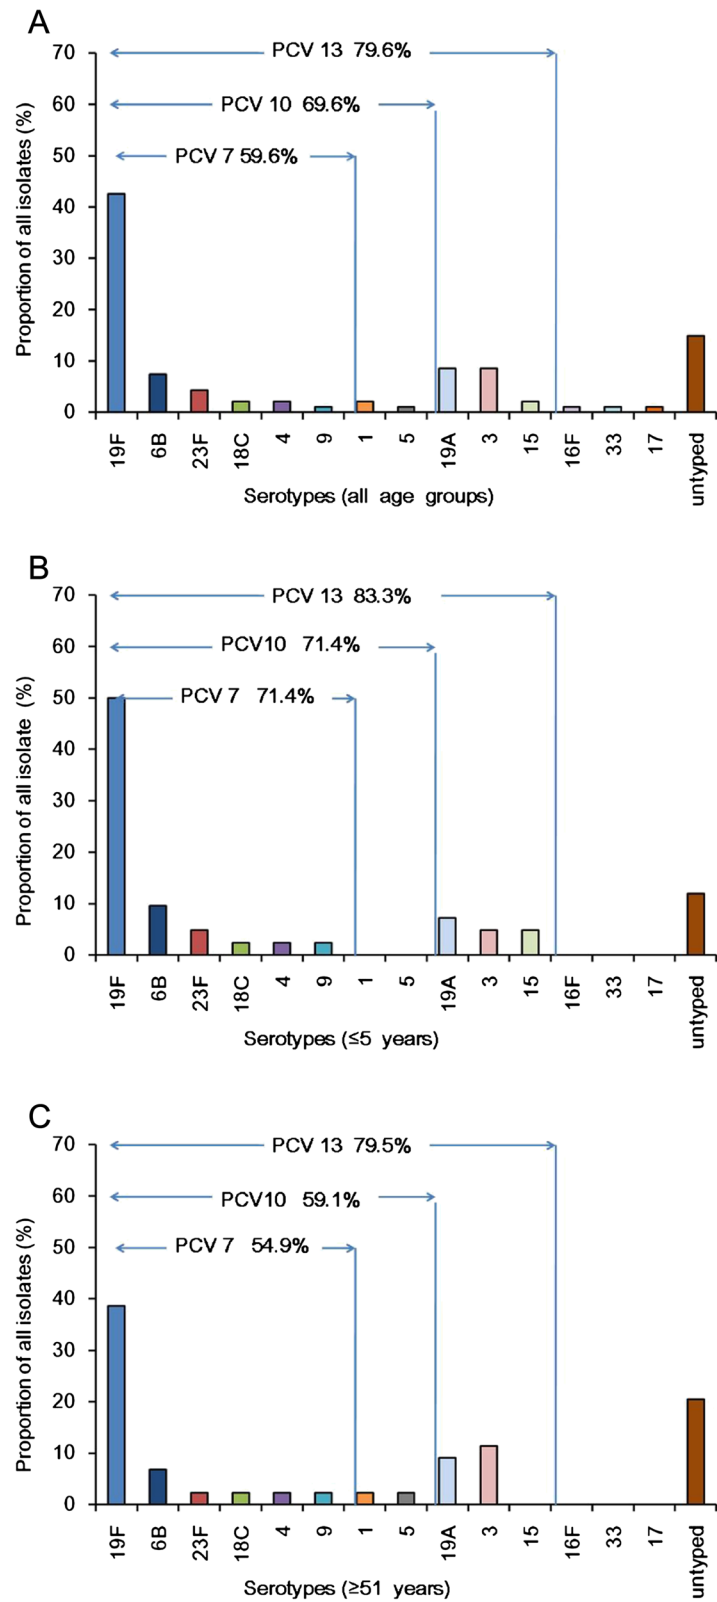 A
70
PCV 13 79.6%
60
PCV 10 69.6%
50
PCV 7 59.6%
40
30
20
10
0
Proportion of all isolates (%)
19F 6B 23F 18C 4 9 1 5 19A 3 15 16F 33 17 untyped
Serotypes (all age groups)
B
70
PCV 13 83.3%
60
PCV10 71.4%
50
PCV 7 71.4%
40
30
20
10
0
Proportion of all isolate (%)
19F 6B 23F 18C 4 9 1 5 19A 3 15 16F 33 17 untyped
Serotypes (≤5 years)
C
70
PCV 13 79.5%
60
PCV10 59.1%
50
PCV 7 54.9%
40
30
20
10
0
Proportion of all isolates (%)
19F 6B 23F 18C 4 9 1 5 19A 3 15 16F 33 17 untyped
Serotypes (≥51 years)